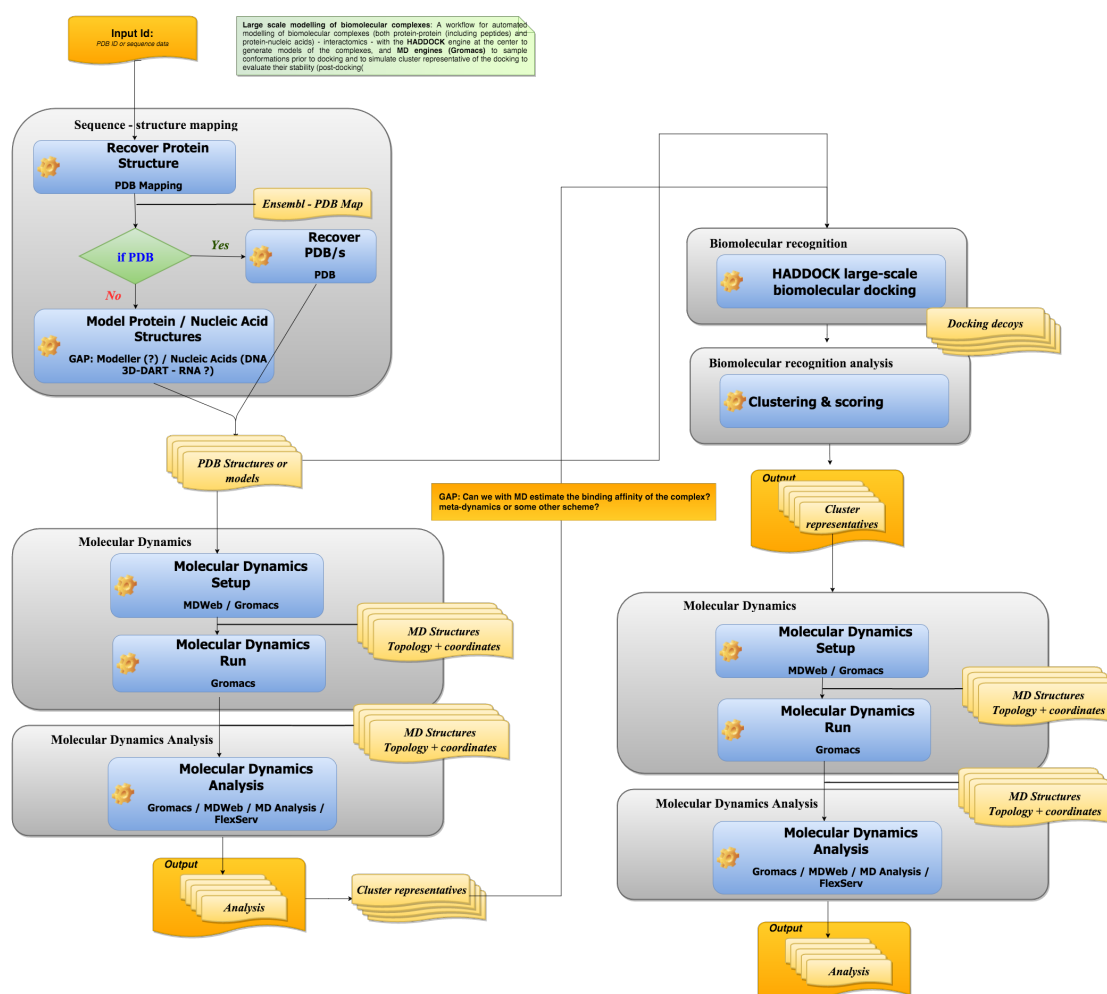 Input Id:
PDB ID or sequence data
Large scale modelling of biomolecular complexes: A workflow for automated
modelling of biomolecular complexes (both protein-protein (including peptides) and
protein-nucleic acids) - interactomics - with the HADDOCK engine at the center to
generate models of the complexes, and MD engines (Gromacs) to sample
conformations prior to docking and to simulate cluster representative of the docking to
evaluate their stability (post-docking(
Sequence - structure mapping
Recover Protein
Structure
PDB Mapping
Ensembl - PDB Map
if PDB
Yes
Recover
PDB/s
PDB
No
Model Protein / Nucleic Acid
Structures
GAP: Modeller (?) / Nucleic Acids (DNA
3D-DART - RNA ?)
PDB Structures or
models
Molecular Dynamics
Molecular Dynamics
Setup
MDWeb / Gromacs
MD Structures
Topology + coordinates
Molecular Dynamics
Run
Gromacs
MD Structures
Topology + coordinates
Molecular Dynamics Analysis
Molecular Dynamics
Analysis
Gromacs / MDWeb / MD Analysis /
FlexServ
Output
Analysis
Cluster representatives
GAP: Can we with MD estimate the binding affinity of the complex?
meta-dynamics or some other scheme?
Biomolecular recognition
HADDOCK large-scale
biomolecular docking
Docking decoys
Biomolecular recognition analysis
Clustering & scoring
Output
Cluster
representatives
Molecular Dynamics
Molecular Dynamics
Setup
MDWeb / Gromacs
MD Structures
Topology + coordinates
Molecular Dynamics
Run
Gromacs
MD Structures
Topology + coordinates
Molecular Dynamics Analysis
Molecular Dynamics
Analysis
Gromacs / MDWeb / MD Analysis /
FlexServ
Output
Analysis